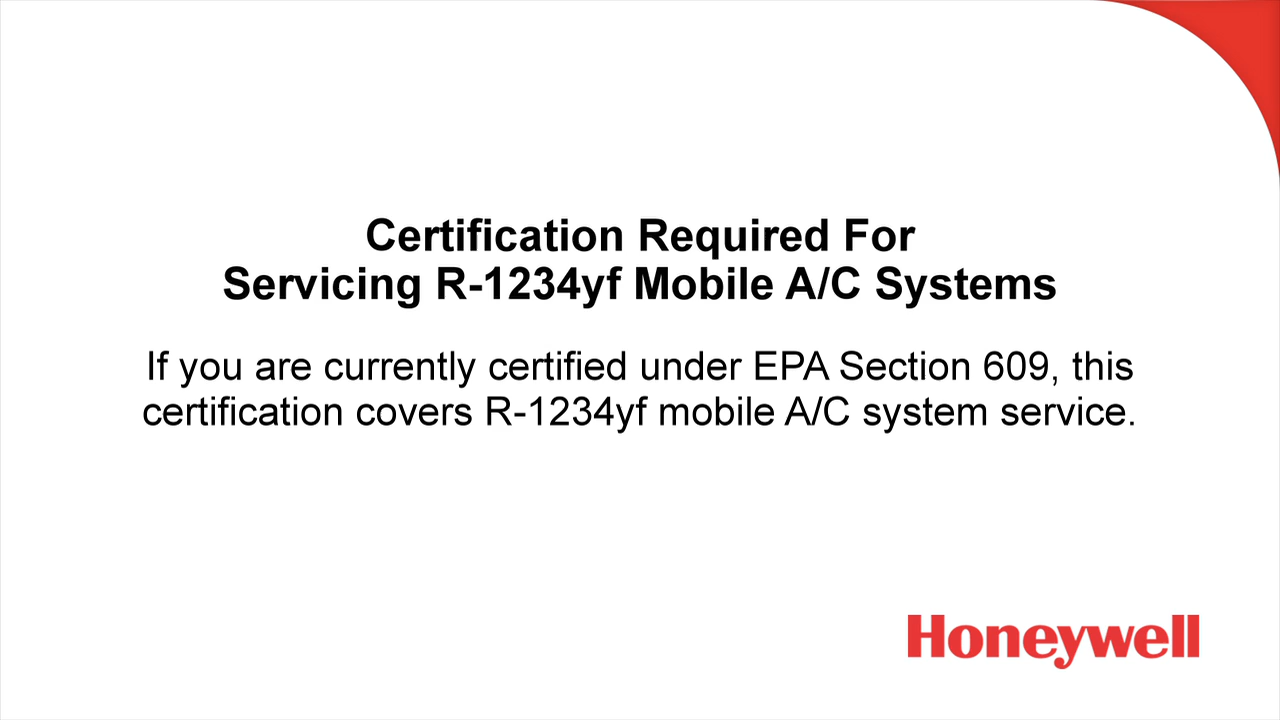 Certification Required For
Servicing R-1234yf Mobile A/C Systems
If you are currently certified under EPA Section 609, this
certification covers R-1234yf mobile A/C system service.
Honeywell